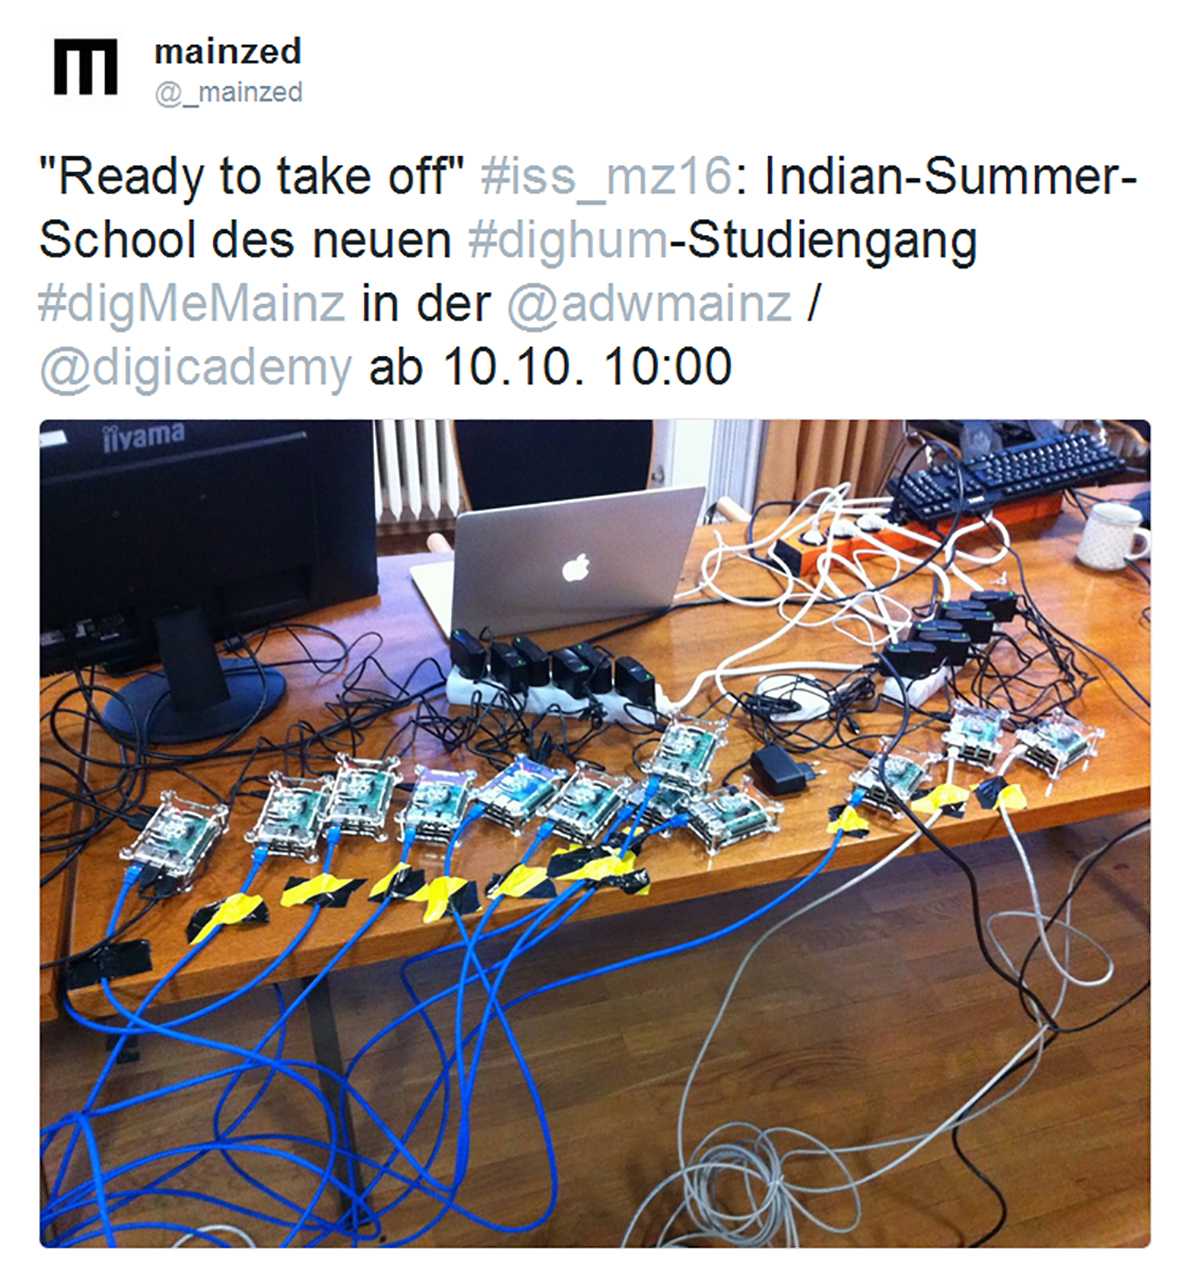 m
mainzed
@_mainzed
"Ready to take off" #iss_mz16: Indian-Summer-
School des neuen #dighum-Studiengang
#digMeMainz in der @adwmainz /
@digicademy ab 10.10. 10:00
iiyama